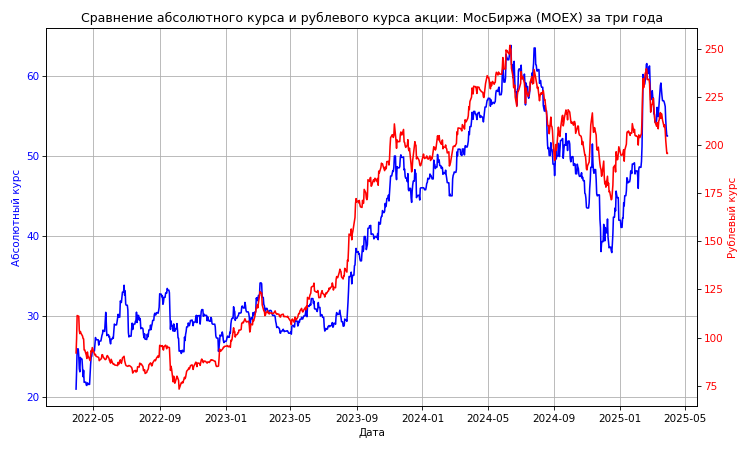 Сравнение абсолютного курса и рублевого курса акции: МосБиржа (MOEX) за три года
60
50
40
30
20
Абсолютный курс
250
225
200
175
150
125
100
75
Рублевый курс
2022-05 2022-09 2023-01 2023-05 2023-09 2024-01 2024-05 2024-09 2025-01 2025-05
Дата